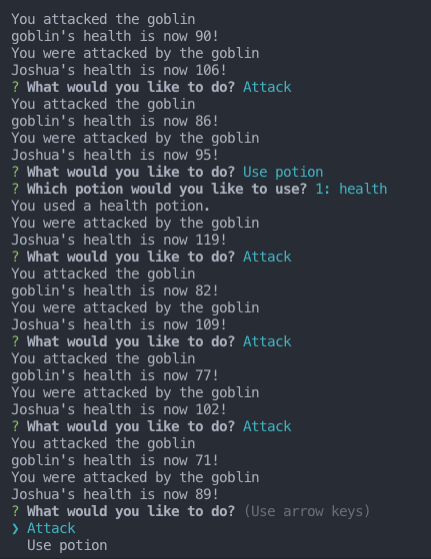 You attacked the goblin
goblin's health is now 90!
You were attacked by the goblin
Joshua's health is now 106!
? What would you like to do? Attack
You attacked the goblin
goblin's health is now 86!
You were attacked by the goblin
Joshua's health is now 95!
? What would you like to do? Use potion
? Which potion would you like to use? 1: health
You used a health potion.
You were attacked by the goblin
Joshua's health is now 119!
? What would you like to do? Attack
You attacked the goblin
goblin's health is now 82!
You were attacked by the goblin
Joshua's health is now 109!
? What would you like to do? Attack
You attacked the goblin
goblin's health is now 77!
You were attacked by the goblin
Joshua's health is now 102!
? What would you like to do? Attack
You attacked the goblin
goblin's health is now 71!
You were attacked by the goblin
Joshua's health is now 89!
? What would you like to do? (Use arrow keys)
❯ Attack
Use potion